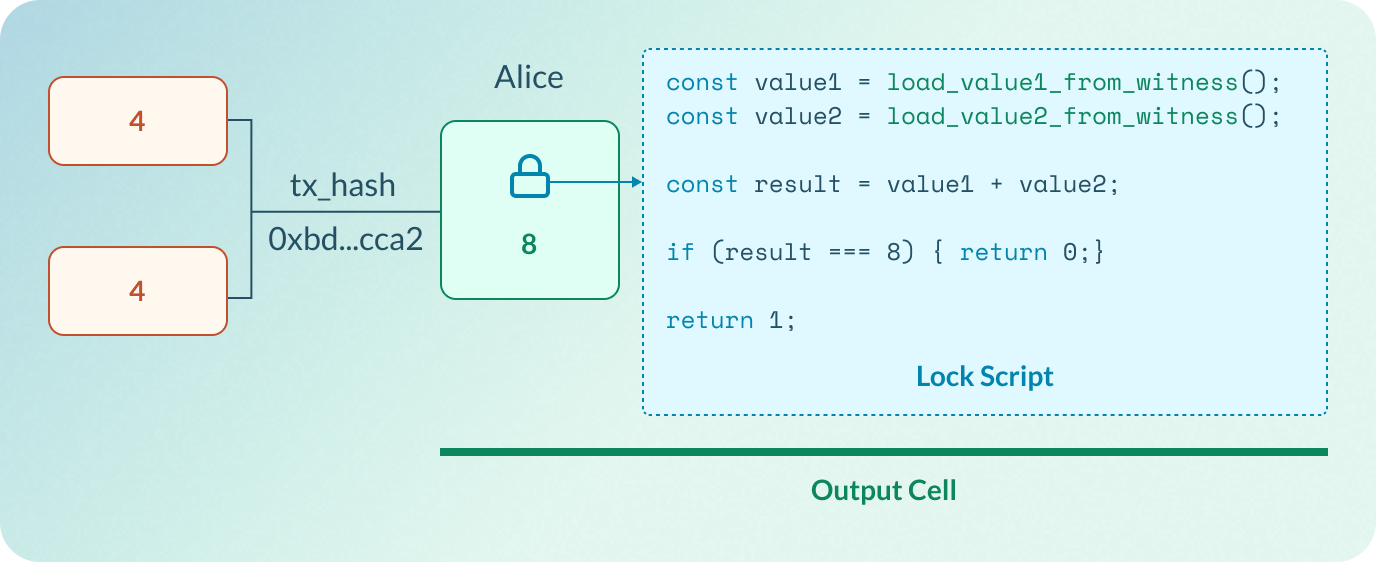 4
4
tx_hash
0xbd...cca2
Alice
8
const value1 = load_value1_from_witness();
const value2 = load_value2_from_witness();
const result = value1 + value2;
if (result === 8) { return 0;}
return 1;
Lock Script
Output Cell